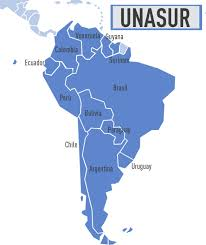 UNASUR
Venezuela
Guyana
Colombia
Surinam
Ecuador
Brasil
Perú
Bolivia
Paraguay
Chile
Uruguay
Argentina